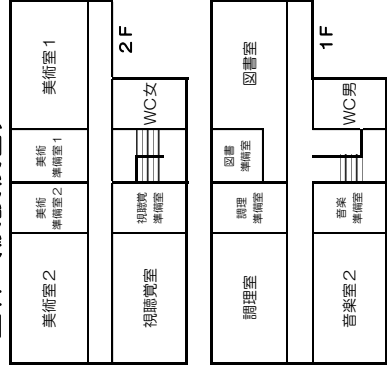 美術室1
美術
準備室1
美術
準備室2
美術室2
2F
WC女
視聴覚
準備室
視聴覚室
図書室
図書
準備室
調理
準備室
調理室
1F
WC男
音楽
準備室
音楽室2